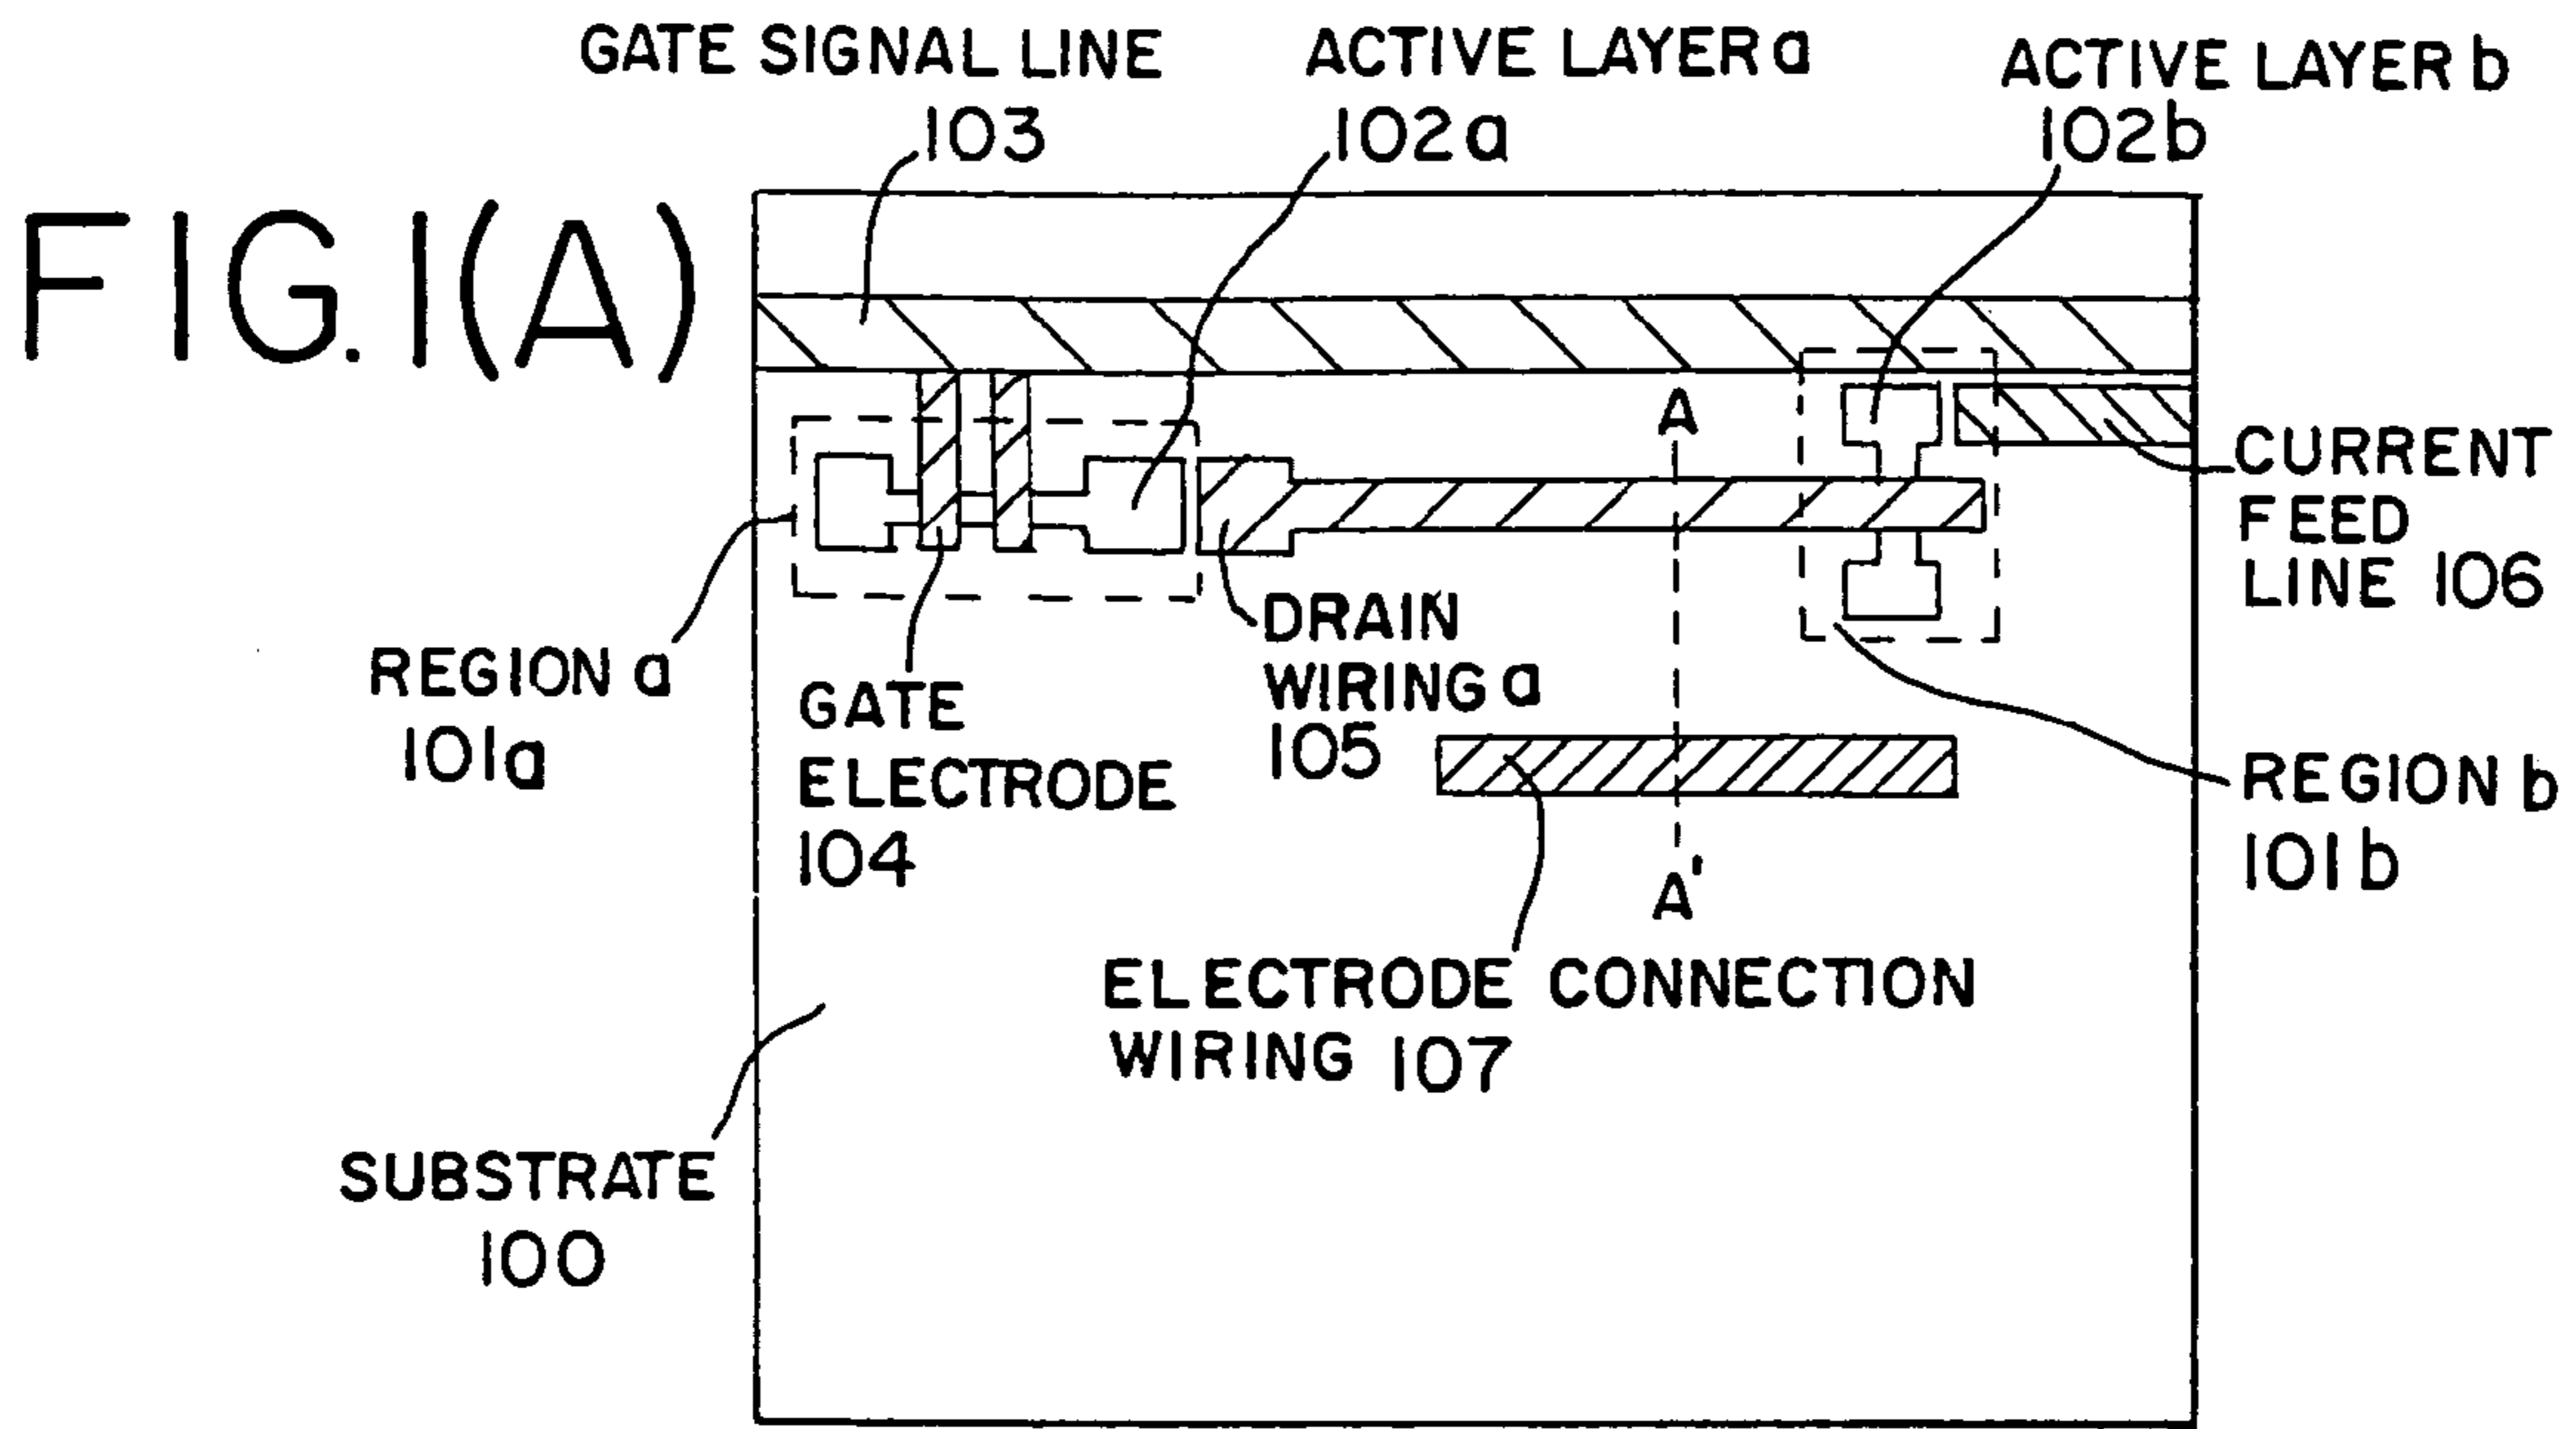 FIG. 1(A)
GATE SIGNAL LINE
103
ACTIVE LAYER a
102a
ACTIVE LAYER b
102b
A
CURRENT
FEED
LINE 106
REGION a
101a
GATE
ELECTRODE
104
DRAIN
WIRING a
105
REGION b
101b
A'
ELECTRODE CONNECTION
WIRING 107
SUBSTRATE
100